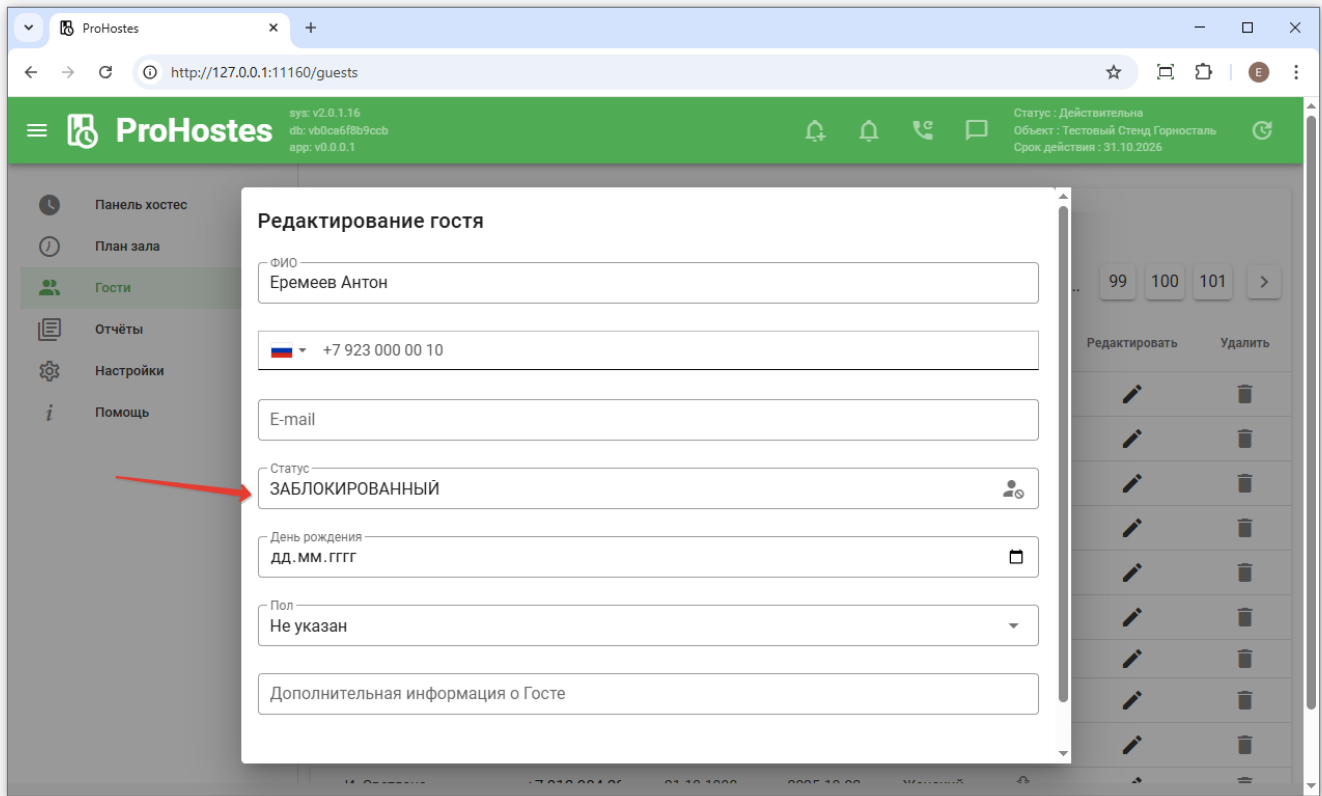 ProHostes
http://127.0.0.1:11160/guests
E
ProHostes
sys: v2.0.1.16
db: vb0ca6f8b9ccb
app: v0.0.0.1
Статус : Действительна
Объект : Тестовый Стенд Горносталь
Срок действия : 31.10.2026
Панель хостес
План зала
Гости
Отчёты
Настройки
Помощь
Редактирование гостя
ФИО
Еремеев Антон
+7 923 000 00 10
E-mail
Статус
ЗАБЛОКИРОВАННЫЙ
День рождения
дд.мм.гггг
Пол
Не указан
Дополнительная информация о Госте
.. 99 100 101
Редактировать Удалить